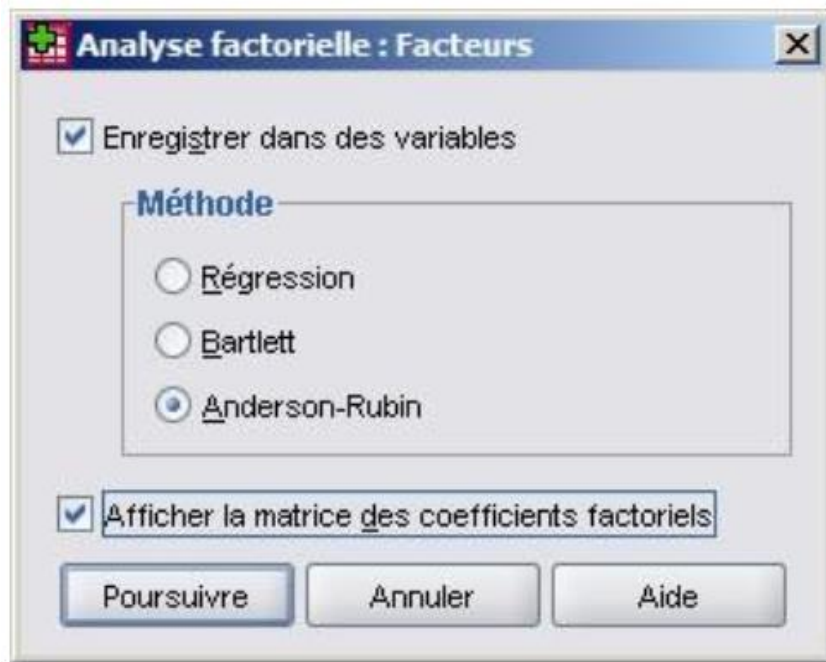 Analyse factorielle : Facteurs
Enregistrer dans des variables
Méthode
Régression
Bartlett
Anderson-Rubin
Afficher la matrice des coefficients factoriels
Poursuivre Annuler Aide